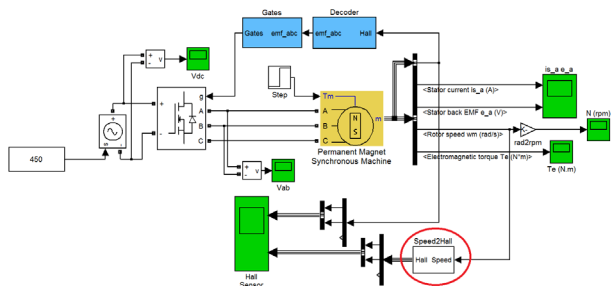 Gates
Decoder
Gates emf_abc
emf_abc Hall
is_a e_a
Vdc
Step
g
Tm
<Stator current is_a (A)>
+
A
A
<Stator back EMF e_a (V)>
N (rpm)
B
B
N
S
m
<Rotor speed wm (rad/s)>
-
C
C
rad2rpm
450
Permanent Magnet
Synchronous Machine
<Electromagnetic torque Te (N*m)>
Te (N.m)
+
-
v
Vab
Speed2Hall
Hall Speed
Hall
Sensor